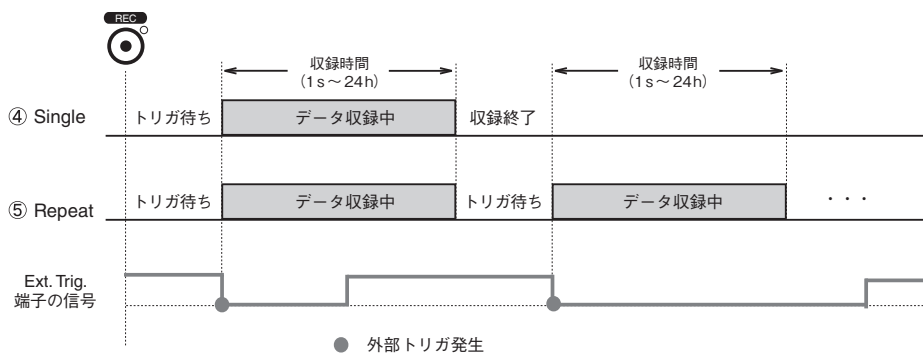 REC
収録時間
（1 s～24h）
収録時間
（1 s～24h）
④ Single
トリガ待ち
データ収録中
収録終了
⑤ Repeat
トリガ待ち
データ収録中
トリガ待ち
データ収録中
・・・
Ext. Trig.
端子の信号
外部トリガ発生